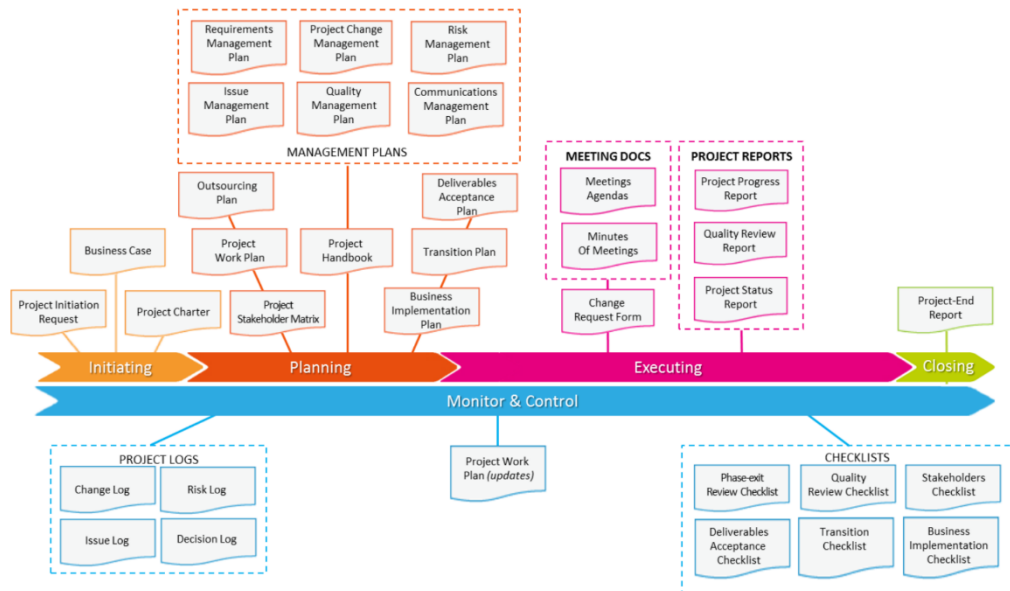 Requirements
Management
Plan
Project Change
Management
Plan
Risk
Management
Plan
Issue
Management
Plan
Quality
Management
Plan
Communications
Management
Plan
MANAGEMENT PLANS
Outsourcing
Plan
Project
Work Plan
Project
Stakeholder Matrix
Project
Handbook
Deliverables
Acceptance
Plan
Transition Plan
Business
Implementation
Plan
Business Case
Project Initiation
Request
Project Charter
MEETING DOCS
Meetings
Agendas
Minutes
Of Meetings
Change
Request Form
PROJECT REPORTS
Project Progress
Report
Quality Review
Report
Project Status
Report
Project-End
Report
Initiating
Planning
Executing
Closing
Monitor & Control
PROJECT LOGS
Change Log
Risk Log
Issue Log
Decision Log
Project Work
Plan (updates)
CHECKLISTS
Phase-exit
Review Checklist
Quality
Review Checklist
Stakeholders
Checklist
Deliverables
Acceptance
Checklist
Transition
Checklist
Business
Implementation
Checklist